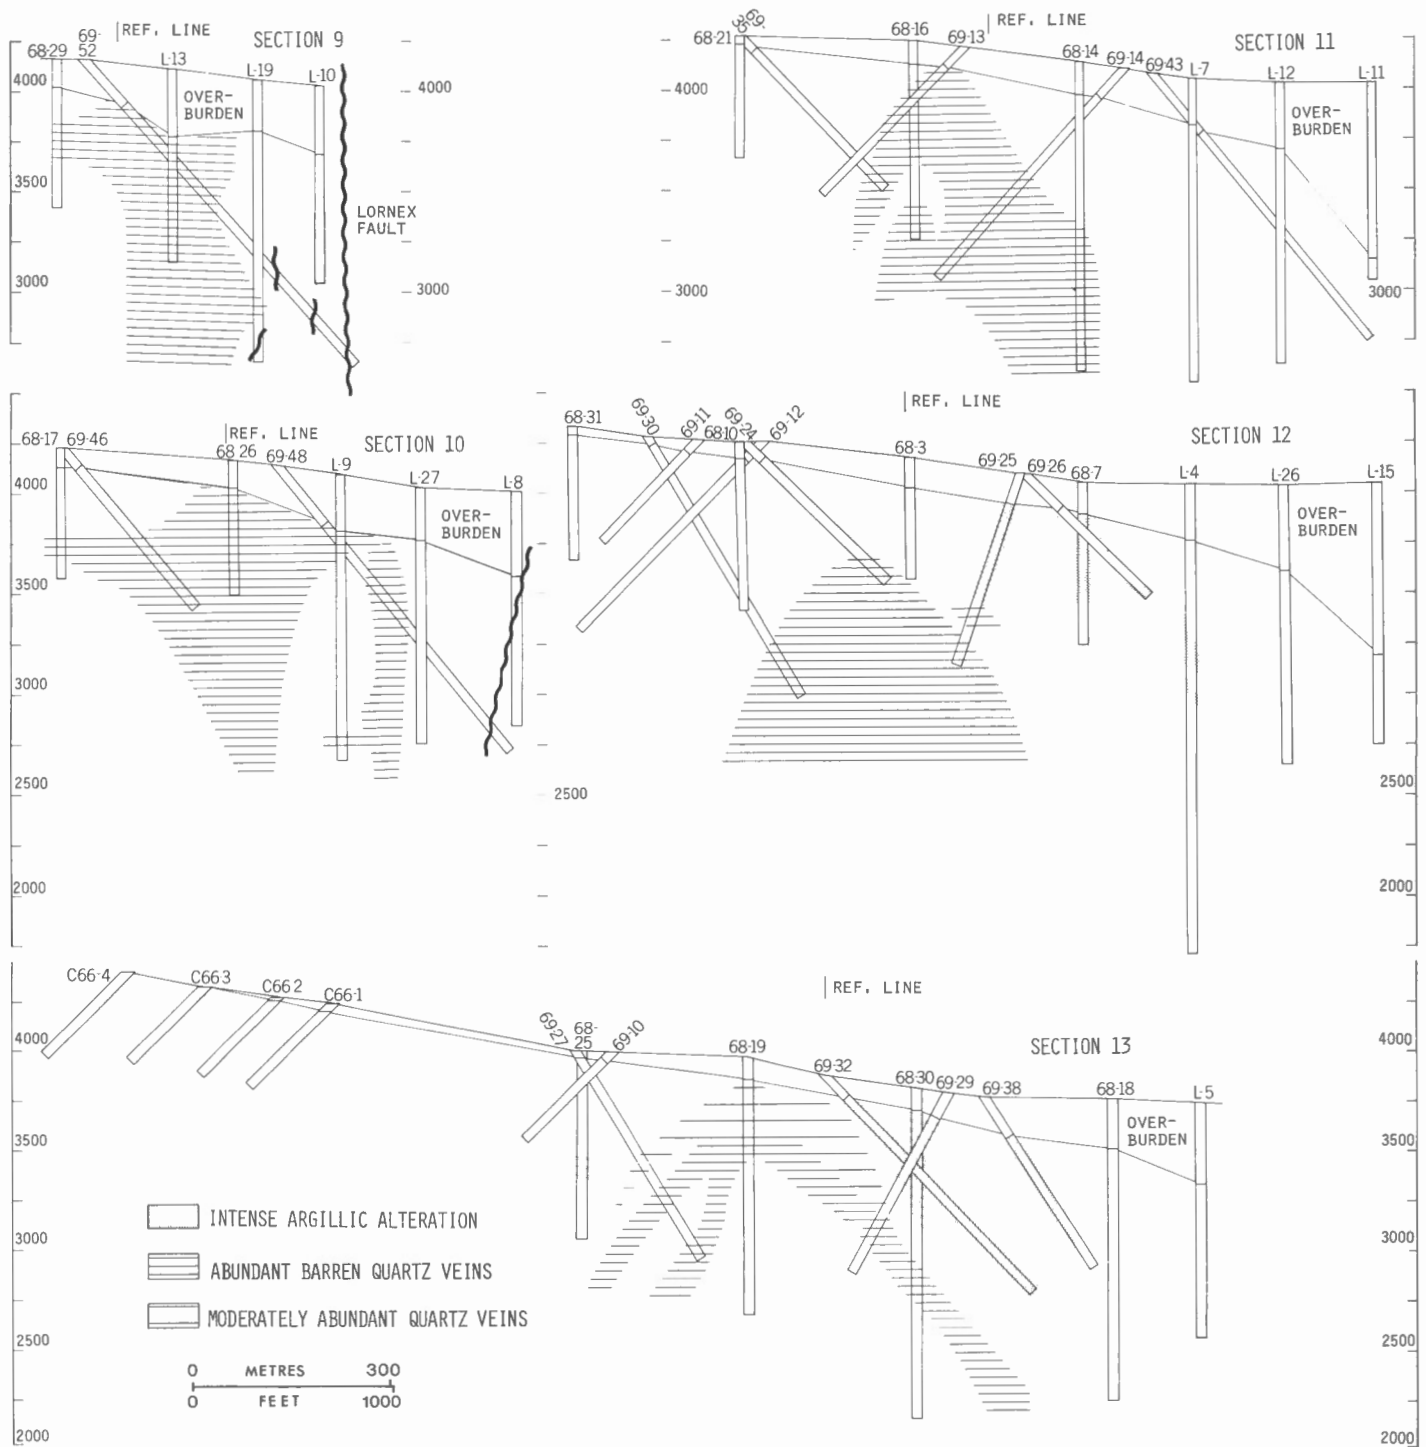 REF. LINE
SECTION 9
68-29
69-
52
L-13
L-19
L-10
OVER-
BURDEN
4000
3500
3000
4000
3000
LORNEX
FAULT
REF. LINE
SECTION 11
68-21
69-
35
68-16
69-13
68-14
69-14
69-43
L-7
L-12
L-11
OVER-
BURDEN
4000
3000
3000
REF. LINE
SECTION 10
68-17
69-46
68 26
69-48
L-9
L-27
L-8
OVER-
BURDEN
4000
3500
3000
2500
2000
REF. LINE
SECTION 12
68-31
69-30
69-11
68-10
69-24
69-12
68-3
69-25
69-26
68-7
L-4
L-26
L-15
OVER-
BURDEN
2500
2500
2000
REF. LINE
SECTION 13
C66-4
C66-3
C66 2
C66-1
69-27
68-
25
69-10
68-19
69-32
68-30
69-29
69-38
68-18
L-5
OVER-
BURDEN
4000
3500
3000
2500
2000
4000
3500
3000
2500
2000
INTENSE ARGILLIC ALTERATION
ABUNDANT BARREN QUARTZ VEINS
MODERATELY ABUNDANT QUARTZ VEINS
0 METRES 300
0 FEET 1000